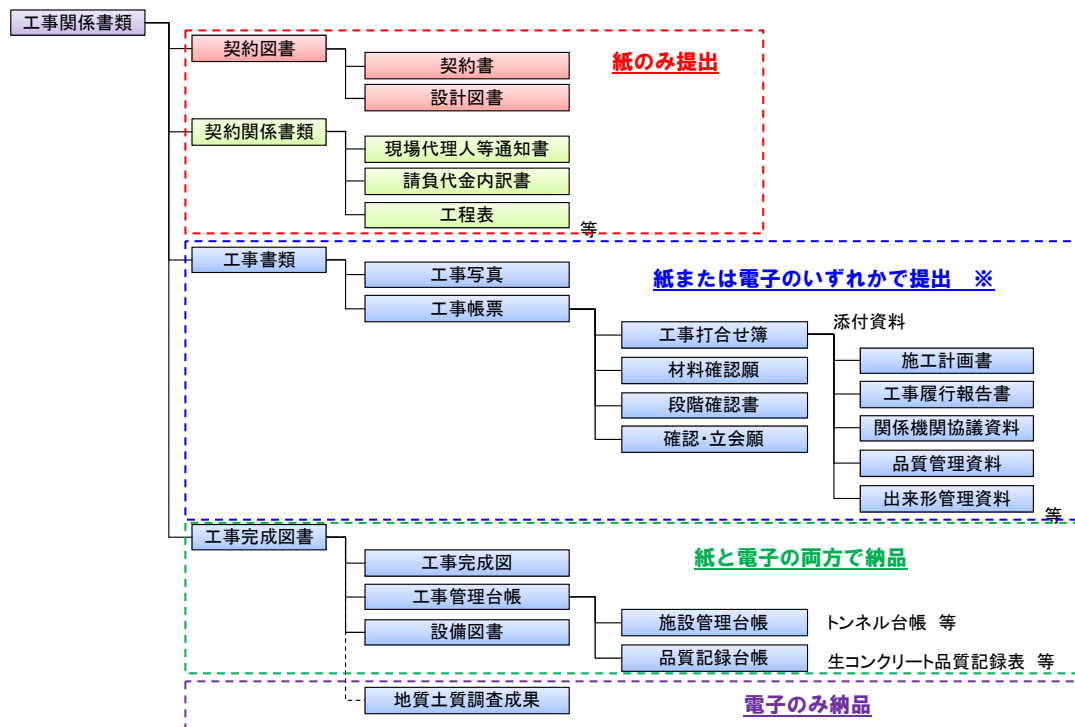 工事関係書類
契約図書
紙のみ提出
契約書
設計図書
契約関係書類
現場代理人等通知書
請負代金内訳書
工程表
等
工事書類
紙または電子のいずれかで提出　※
工事写真
工事帳票
工事打合せ簿
添付資料
施工計画書
材料確認願
工事履行報告書
段階確認書
関係機関協議資料
確認・立会願
品質管理資料
出来形管理資料
等
工事完成図書
紙と電子の両方で納品
工事完成図
工事管理台帳
施設管理台帳
トンネル台帳 等
設備図書
品質記録台帳
生コンクリート品質記録表 等
地質土質調査成果
電子のみ納品